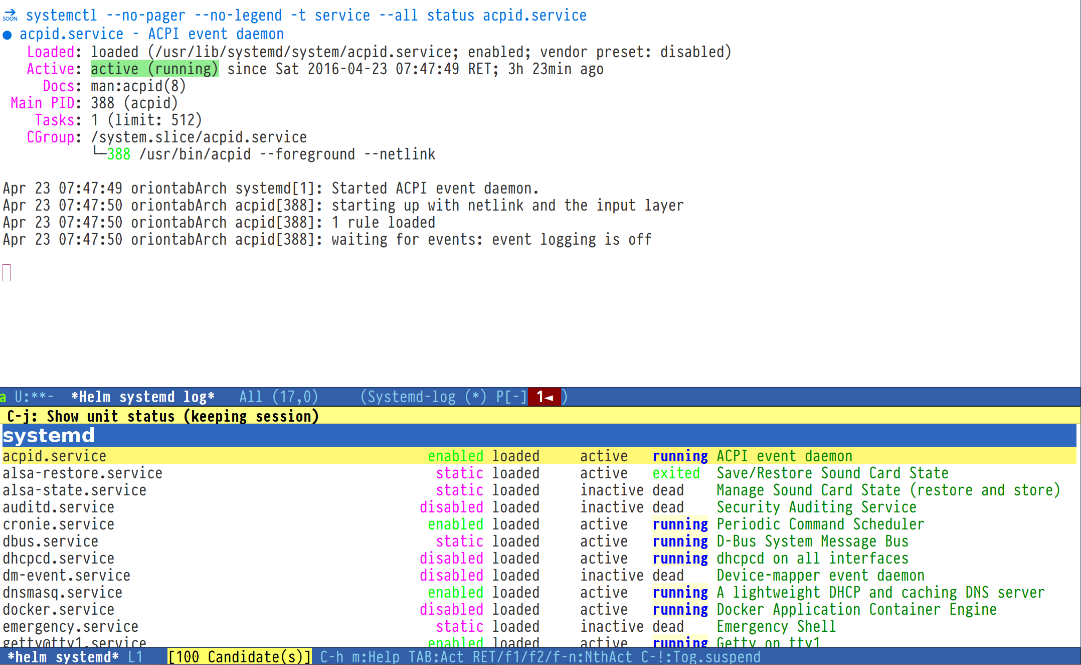 SOON systemctl --no-pager --no-legend -t service --all status acpid.service
● acpid.service - ACPI event daemon
Loaded: loaded (/usr/lib/systemd/system/acpid.service; enabled; vendor preset: disabled)
Active: active (running) since Sat 2016-04-23 07:47:49 RET; 3h 23min ago
Docs: man:acpid(8)
Main PID: 388 (acpid)
Tasks: 1 (limit: 512)
CGroup: /system.slice/acpid.service
└─388 /usr/bin/acpid --foreground --netlink
Apr 23 07:47:49 oriontabArch systemd[1]: Started ACPI event daemon.
Apr 23 07:47:50 oriontabArch acpid[388]: starting up with netlink and the input layer
Apr 23 07:47:50 oriontabArch acpid[388]: 1 rule loaded
Apr 23 07:47:50 oriontabArch acpid[388]: waiting for events: event logging is off
a U:**- *Helm systemd log* All (17,0) (Systemd-log (*) P[-] 1◄ )
C-j: Show unit status (keeping session)
systemd
acpid.service enabled loaded active running ACPI event daemon
alsa-restore.service static loaded active exited Save/Restore Sound Card State
alsa-state.service static loaded inactive dead Manage Sound Card State (restore and store)
auditd.service disabled loaded inactive dead Security Auditing Service
cronie.service enabled loaded active running Periodic Command Scheduler
dbus.service static loaded active running D-Bus System Message Bus
dhcpcd.service disabled loaded active running dhcpcd on all interfaces
dm-event.service disabled loaded inactive dead Device-mapper event daemon
dnsmasq.service enabled loaded active running A lightweight DHCP and caching DNS server
docker.service disabled loaded active running Docker Application Container Engine
emergency.service static loaded inactive dead Emergency Shell
getty@tty1.service enabled loaded active running Getty on tty1
*helm systemd* L1 [100 Candidate(s)] C-h m:Help TAB:Act RET/f1/f2/f-n:NthAct C-!:Tog.suspend